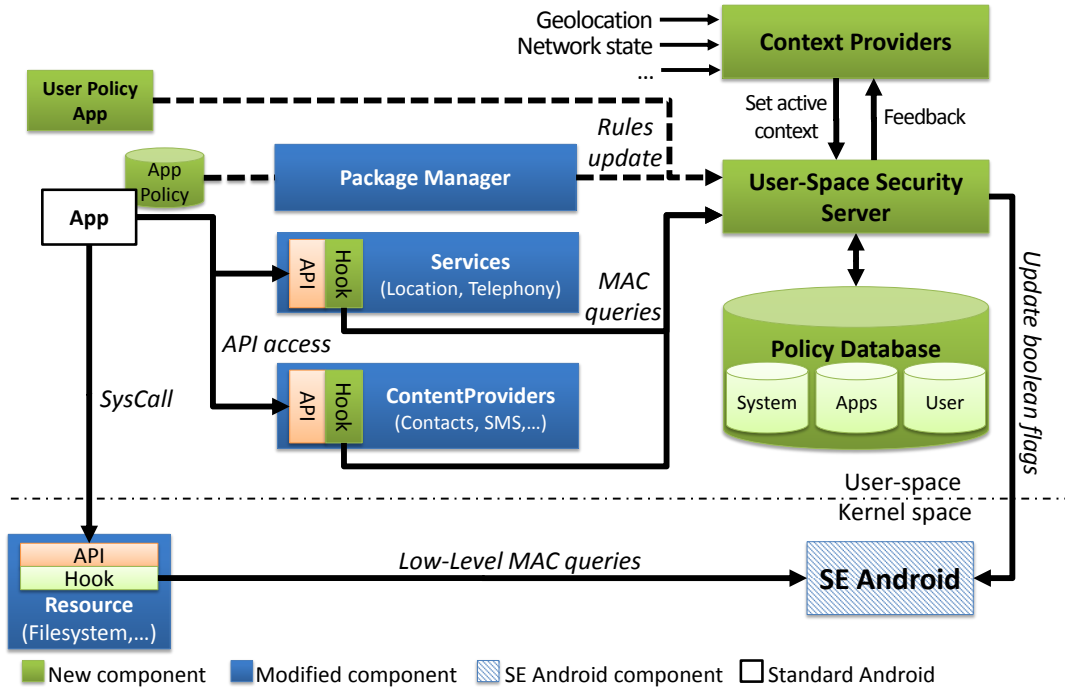 Geolocation
Network state
...
Context Providers
User Policy
App
Set active
context
Feedback
Rules
update
App
Policy
Package Manager
User-Space Security
Server
App
API
Hook
Services
(Location, Telephony)
MAC
queries
API access
SysCall
API
Hook
ContentProviders
(Contacts, SMS,...)
Policy Database
System
Apps
User
Update boolean flags
User-space
Kernel space
API
Hook
Resource
(Filesystem,...)
Low-Level MAC queries
SE Android
New component
Modified component
SE Android component
Standard Android